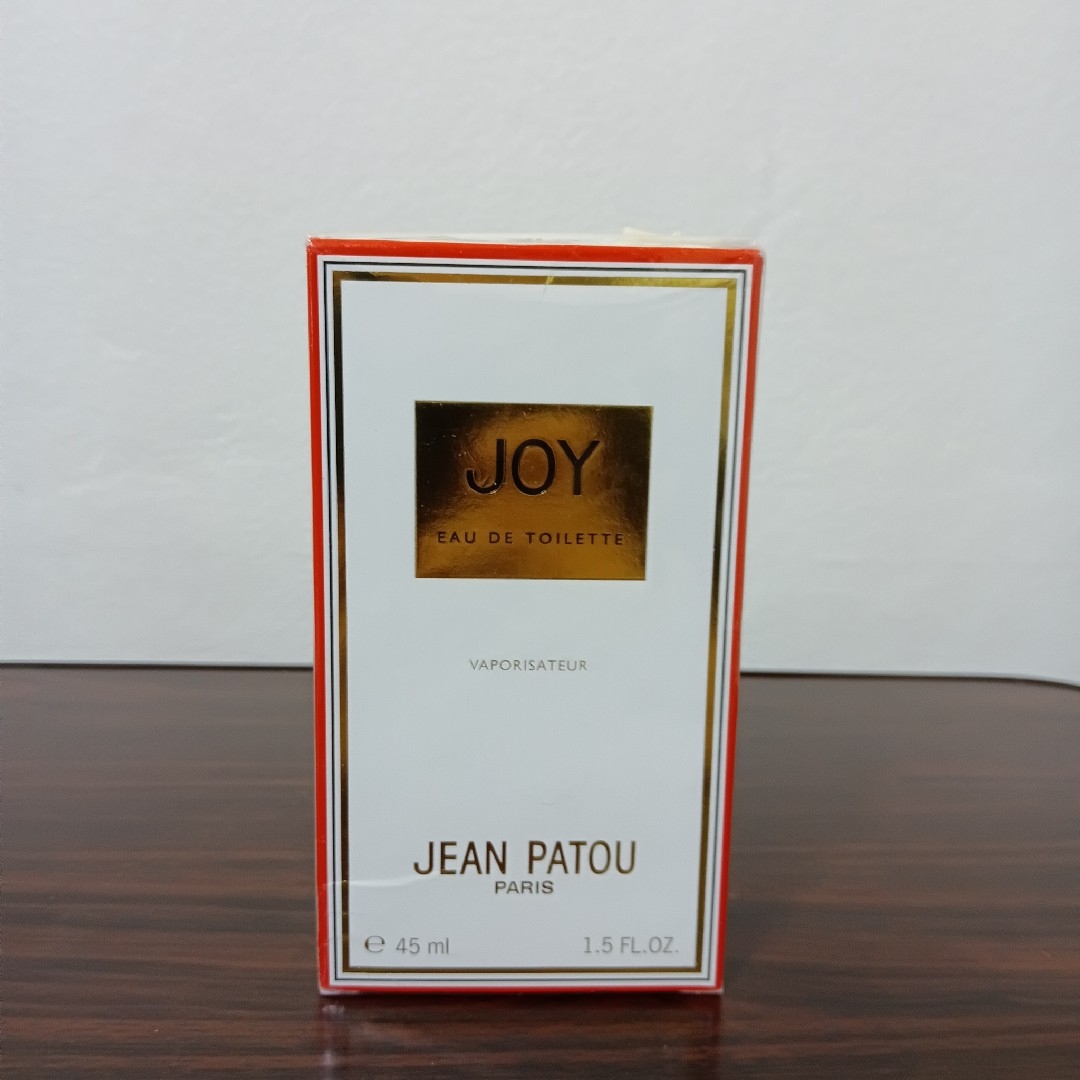 JOY
EAU DE TOILETTE
VAPORISATEUR
JEAN PATOU
PARIS
℮ 45 ml 1.5 FL.OZ.